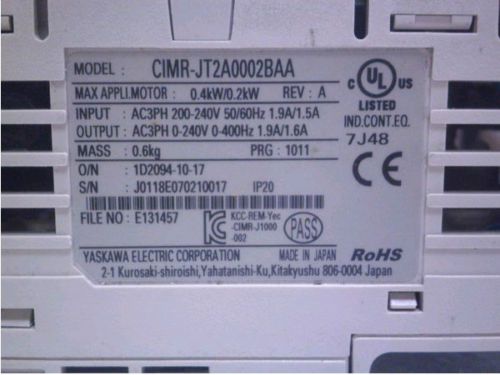 MODEL : CIMR-JT2A0002BAA
MAX APPLI.MOTOR : 0.4kW/0.2kW REV : A
INPUT : AC3PH 200-240V 50/60Hz 1.9A/1.5A
OUTPUT : AC3PH 0-240V 0-400Hz 1.9A/1.6A
MASS : 0.6kg PRG : 1011
O/N : 1D2094-10-17
S/N : J0118E070210017 IP20
FILE NO : E131457
KCC-REM-Yec
-CIMR-J1000
-002
PASS
YASKAWA ELECTRIC CORPORATION MADE IN JAPAN
2-1 Kurosaki-shiroishi,Yahatanishi-Ku,Kitakyushu 806-0004 Japan
C UL US
LISTED
IND.CONT.EQ.
7J48
CE
RoHS